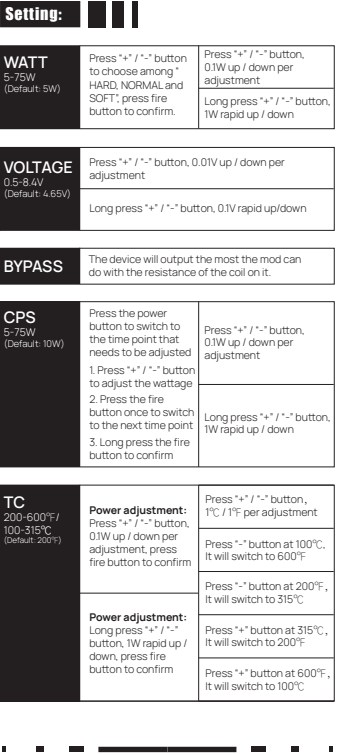 Setting:
WATT
5-75W
(Default: 5W)
Press "+" / "-" button
to choose among "
HARD, NORMAL and
SOFT", press fire
button to confirm.
Press "+" / "-" button,
0.1W up / down per
adjustment
Long press "+" / "-" button,
1W rapid up / down
VOLTAGE
0.5-8.4V
(Default: 4.65V)
Press "+" / "-" button, 0.01V up / down per
adjustment
Long press "+" / "-" button, 0.1V rapid up/down
BYPASS
The device will output the most the mod can
do with the resistance of the coil on it.
CPS
5-75W
(Default: 10W)
Press the power
button to switch to
the time point that
needs to be adjusted
1. Press "+" / "-" button
to adjust the wattage
2. Press the fire
button once to switch
to the next time point
3. Long press the fire
button to confirm
Press "+" / "-" button,
0.1W up / down per
adjustment
Long press "+" / "-" button,
1W rapid up / down
TC
200-600°F/
100-315℃
(Default: 200°F)
Power adjustment:
Press "+" / "-" button,
0.1W up / down per
adjustment, press
fire button to confirm
Power adjustment:
Long press "+" / "-"
button, 1W rapid up /
down, press fire
button to confirm
Press "+" / "-" button,
1℃ / 1°F per adjustment
Press "-" button at 100℃,
It will switch to 600°F
Press "-" button at 200°F,
It will switch to 315℃
Press "+" button at 315℃,
It will switch to 200°F
Press "+" button at 600°F,
It will switch to 100℃